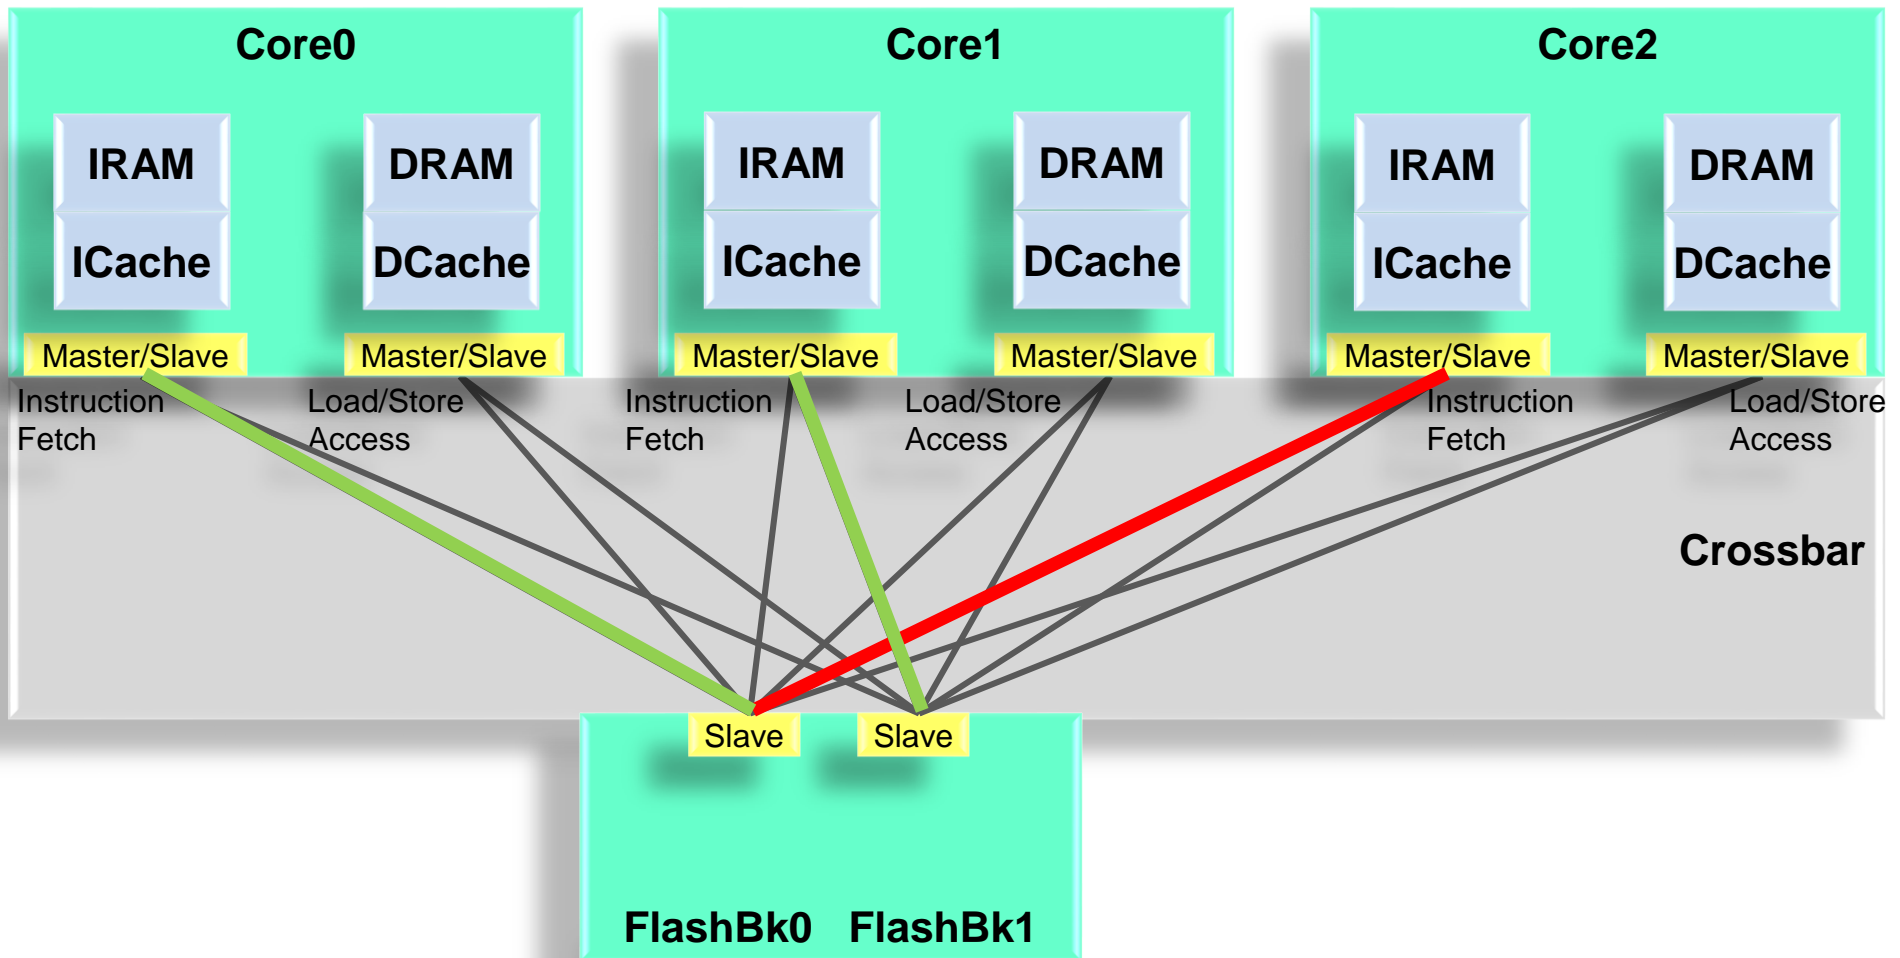 Core0
IRAM
DRAM
ICache
DCache
Master/Slave
Master/Slave
Instruction
Fetch
Load/Store
Access
Core1
IRAM
DRAM
ICache
DCache
Master/Slave
Master/Slave
Instruction
Fetch
Load/Store
Access
Core2
IRAM
DRAM
ICache
DCache
Master/Slave
Master/Slave
Instruction
Fetch
Load/Store
Access
Crossbar
Slave
Slave
FlashBk0
FlashBk1